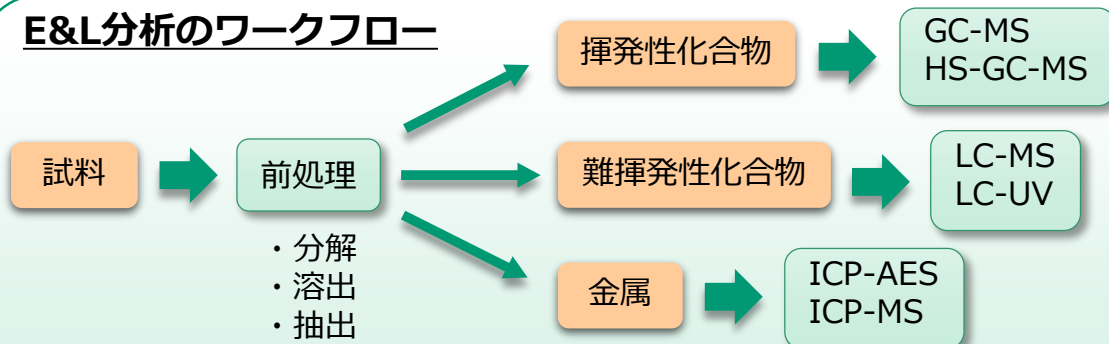 E&L分析のワークフロー
試料
前処理
・分解
・溶出
・抽出
揮発性化合物
GC-MS
HS-GC-MS
難揮発性化合物
LC-MS
LC-UV
金属
ICP-AES
ICP-MS